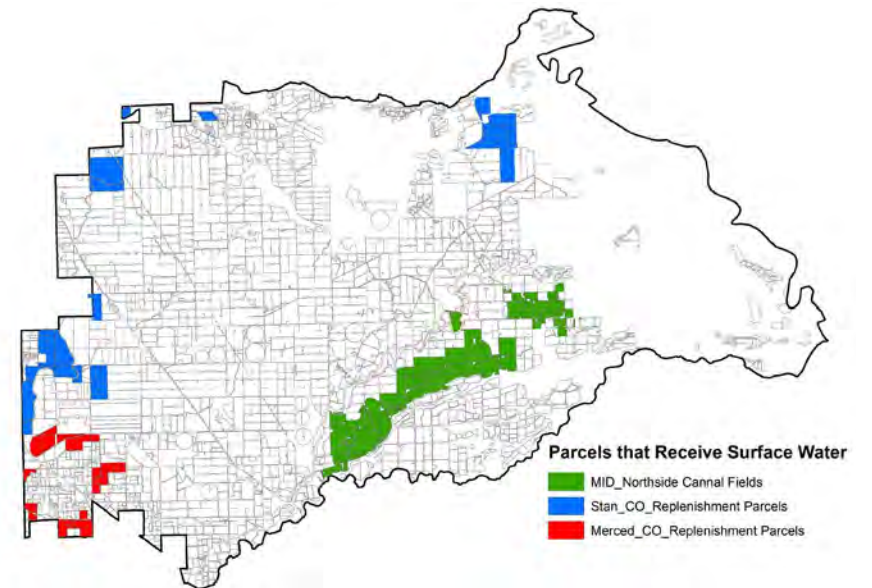 Parcels that Receive Surface Water
MID_Northside Cannal Fields
Stan_CO_Replenishment Parcels
Merced_CO_Replenishment Parcels